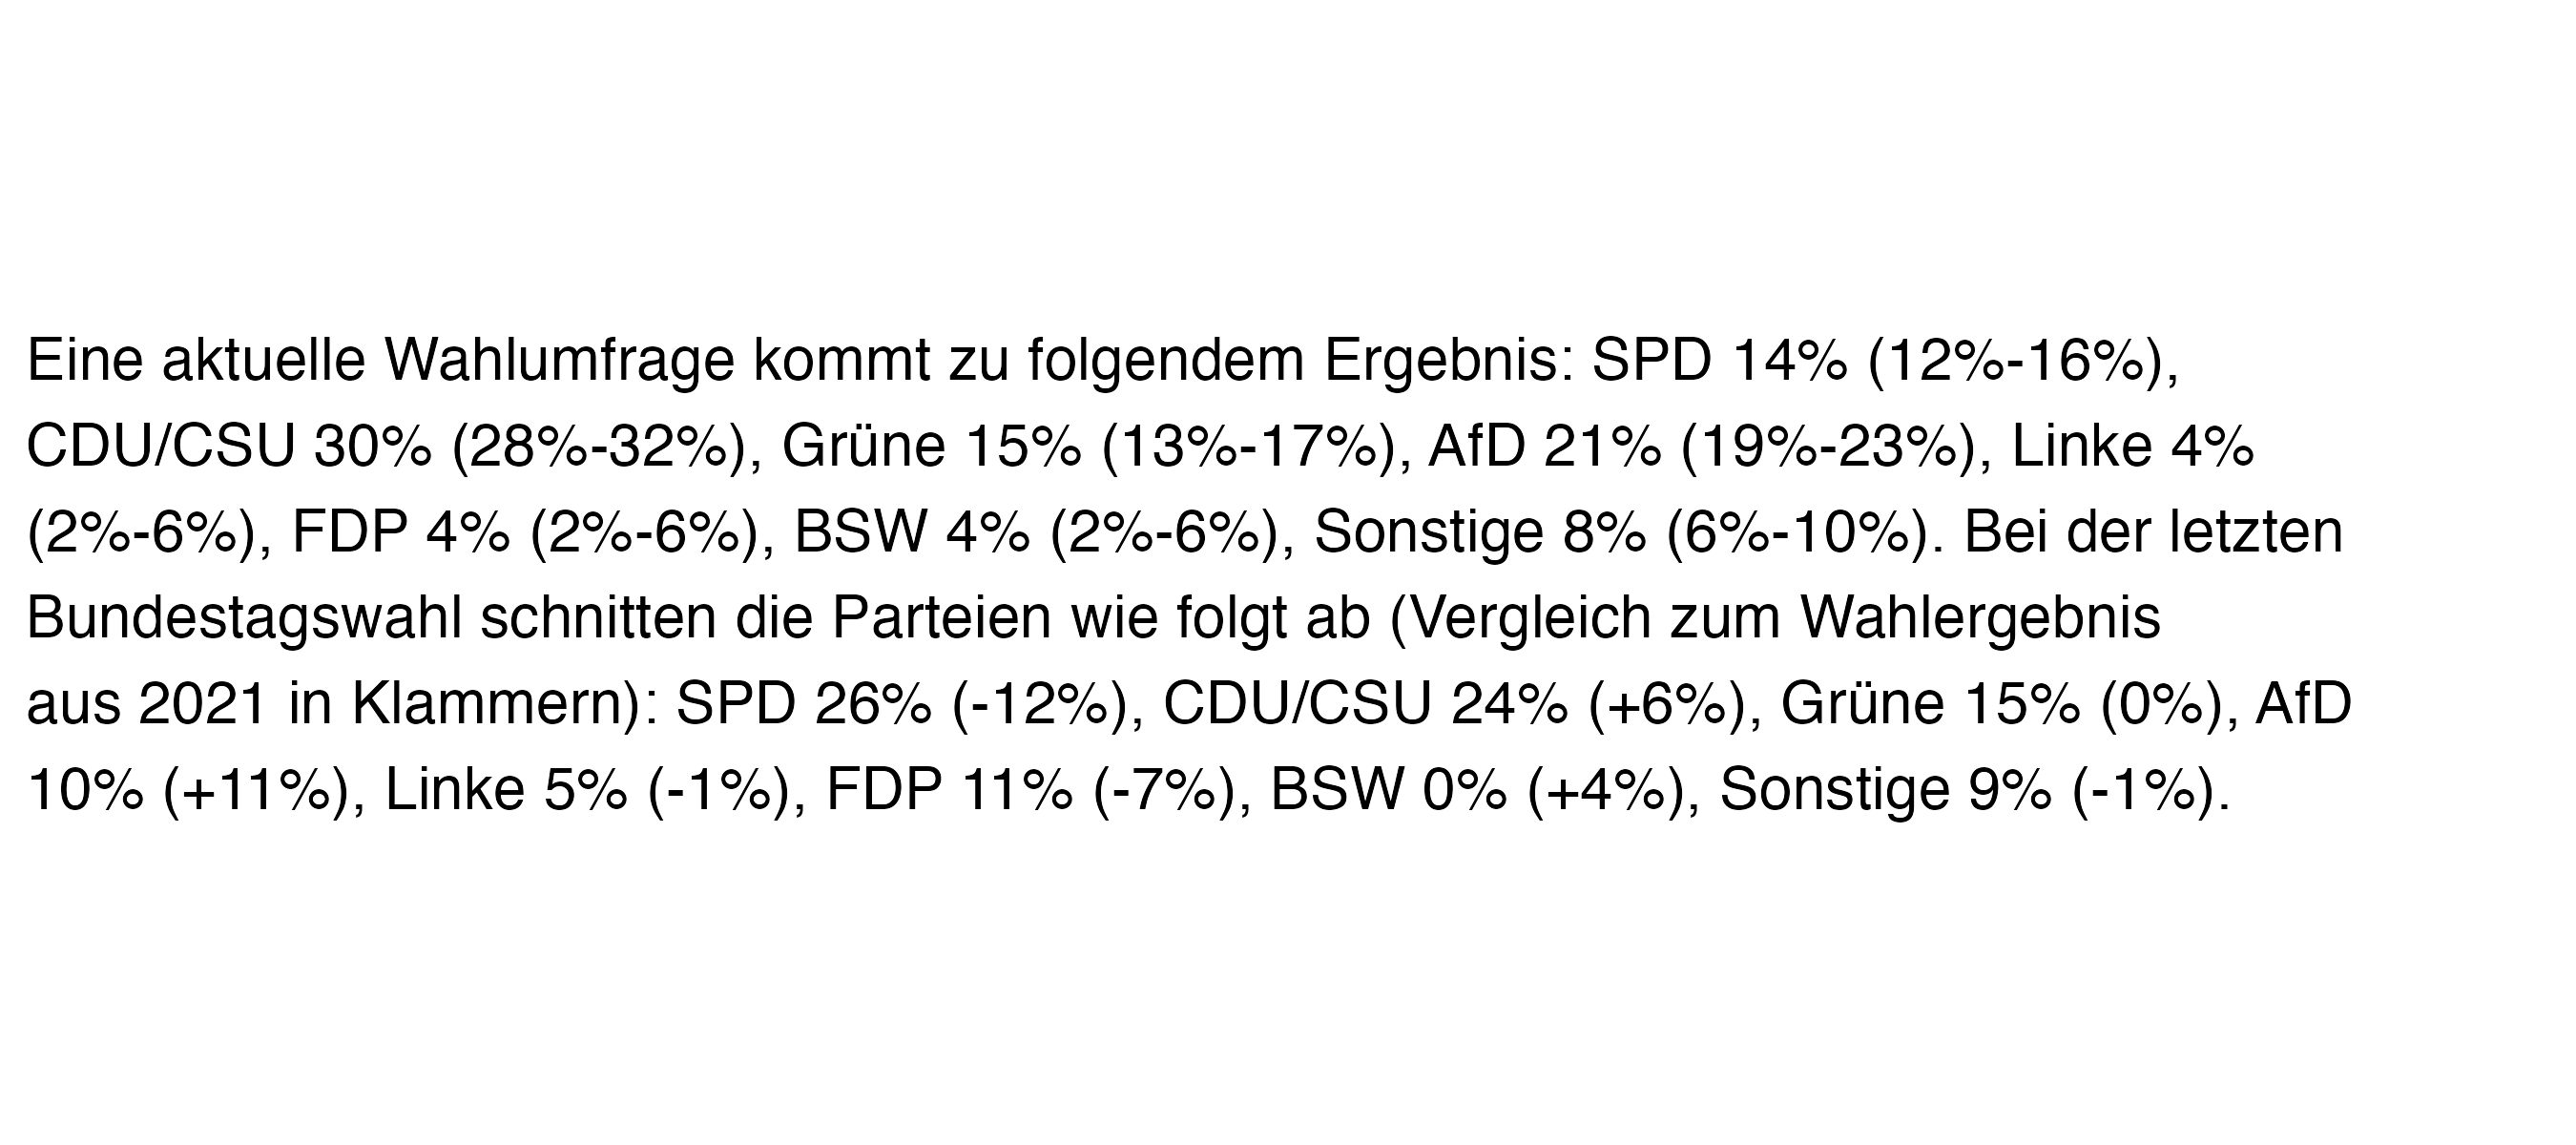 Eine aktuelle Wahlumfrage kommt zu folgendem Ergebnis: SPD 14% (12%-16%),
CDU/CSU 30% (28%-32%), Grüne 15% (13%-17%), AfD 21% (19%-23%), Linke 4%
(2%-6%), FDP 4% (2%-6%), BSW 4% (2%-6%), Sonstige 8% (6%-10%). Bei der letzten
Bundestagswahl schnitten die Parteien wie folgt ab (Vergleich zum Wahlergebnis
aus 2021 in Klammern): SPD 26% (-12%), CDU/CSU 24% (+6%), Grüne 15% (0%), AfD
10% (+11%), Linke 5% (-1%), FDP 11% (-7%), BSW 0% (+4%), Sonstige 9% (-1%).